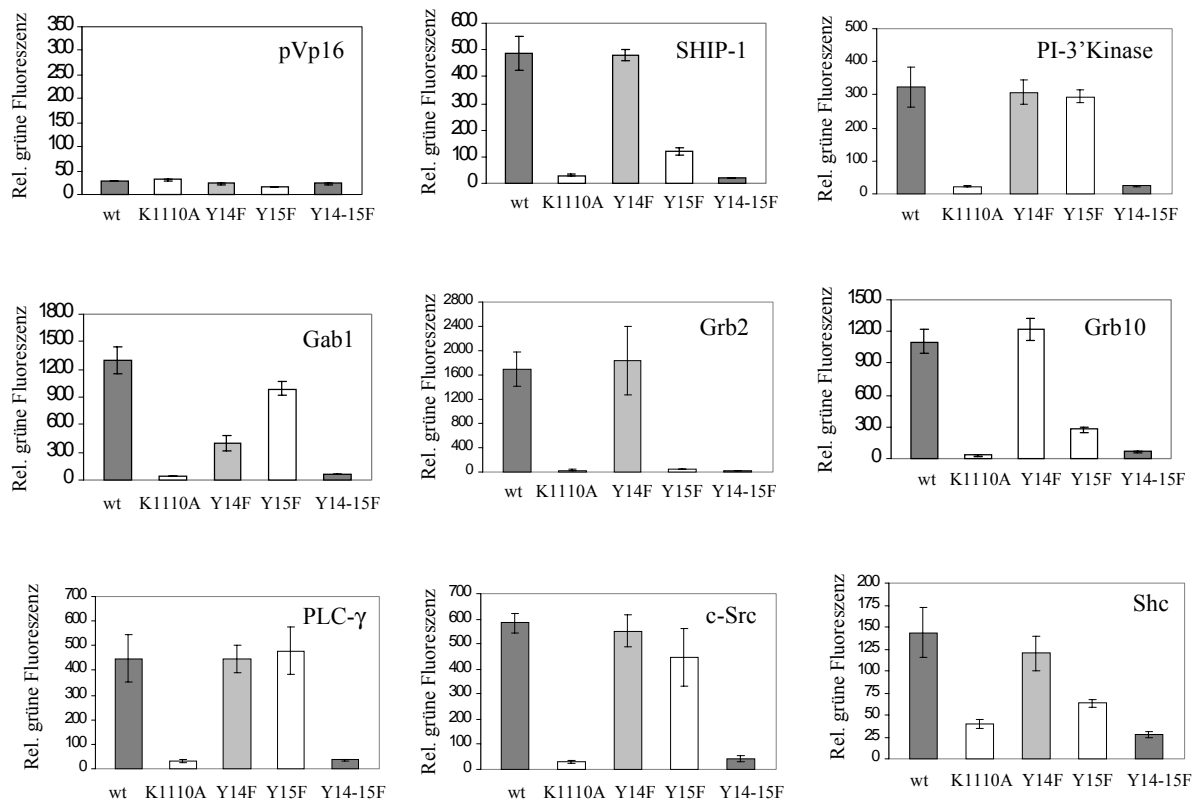 Rel. grüne Fluoreszenz
350
300
250
200
150
100
50
0
pVp16
wt K1110A Y14F Y15F Y14-15F
Rel. grüne Fluoreszenz
600
500
400
300
200
100
0
SHIP-1
wt K1110A Y14F Y15F Y14-15F
Rel. grüne Fluoreszenz
500
400
300
200
100
0
PI-3’Kinase
wt K1110A Y14F Y15F Y14-15F
Rel. grüne Fluoreszenz
1800
1500
1200
900
600
300
0
Gab1
wt K1110A Y14F Y15F Y14-15F
Rel. grüne Fluoreszenz
2800
2400
2000
1600
1200
800
400
0
Grb2
wt K1110A Y14F Y15F Y14-15F
Rel. grüne Fluoreszenz
1500
1200
900
600
300
0
Grb10
wt K1110A Y14F Y15F Y14-15F
Rel. grüne Fluoreszenz
700
600
500
400
300
200
100
0
PLC-γ
wt K1110A Y14F Y15F Y14-15F
Rel. grüne Fluoreszenz
700
600
500
400
300
200
100
0
c-Src
wt K1110A Y14F Y15F Y14-15F
Rel. grüne Fluoreszenz
200
175
150
125
100
75
50
25
0
Shc
wt K1110A Y14F Y15F Y14-15F